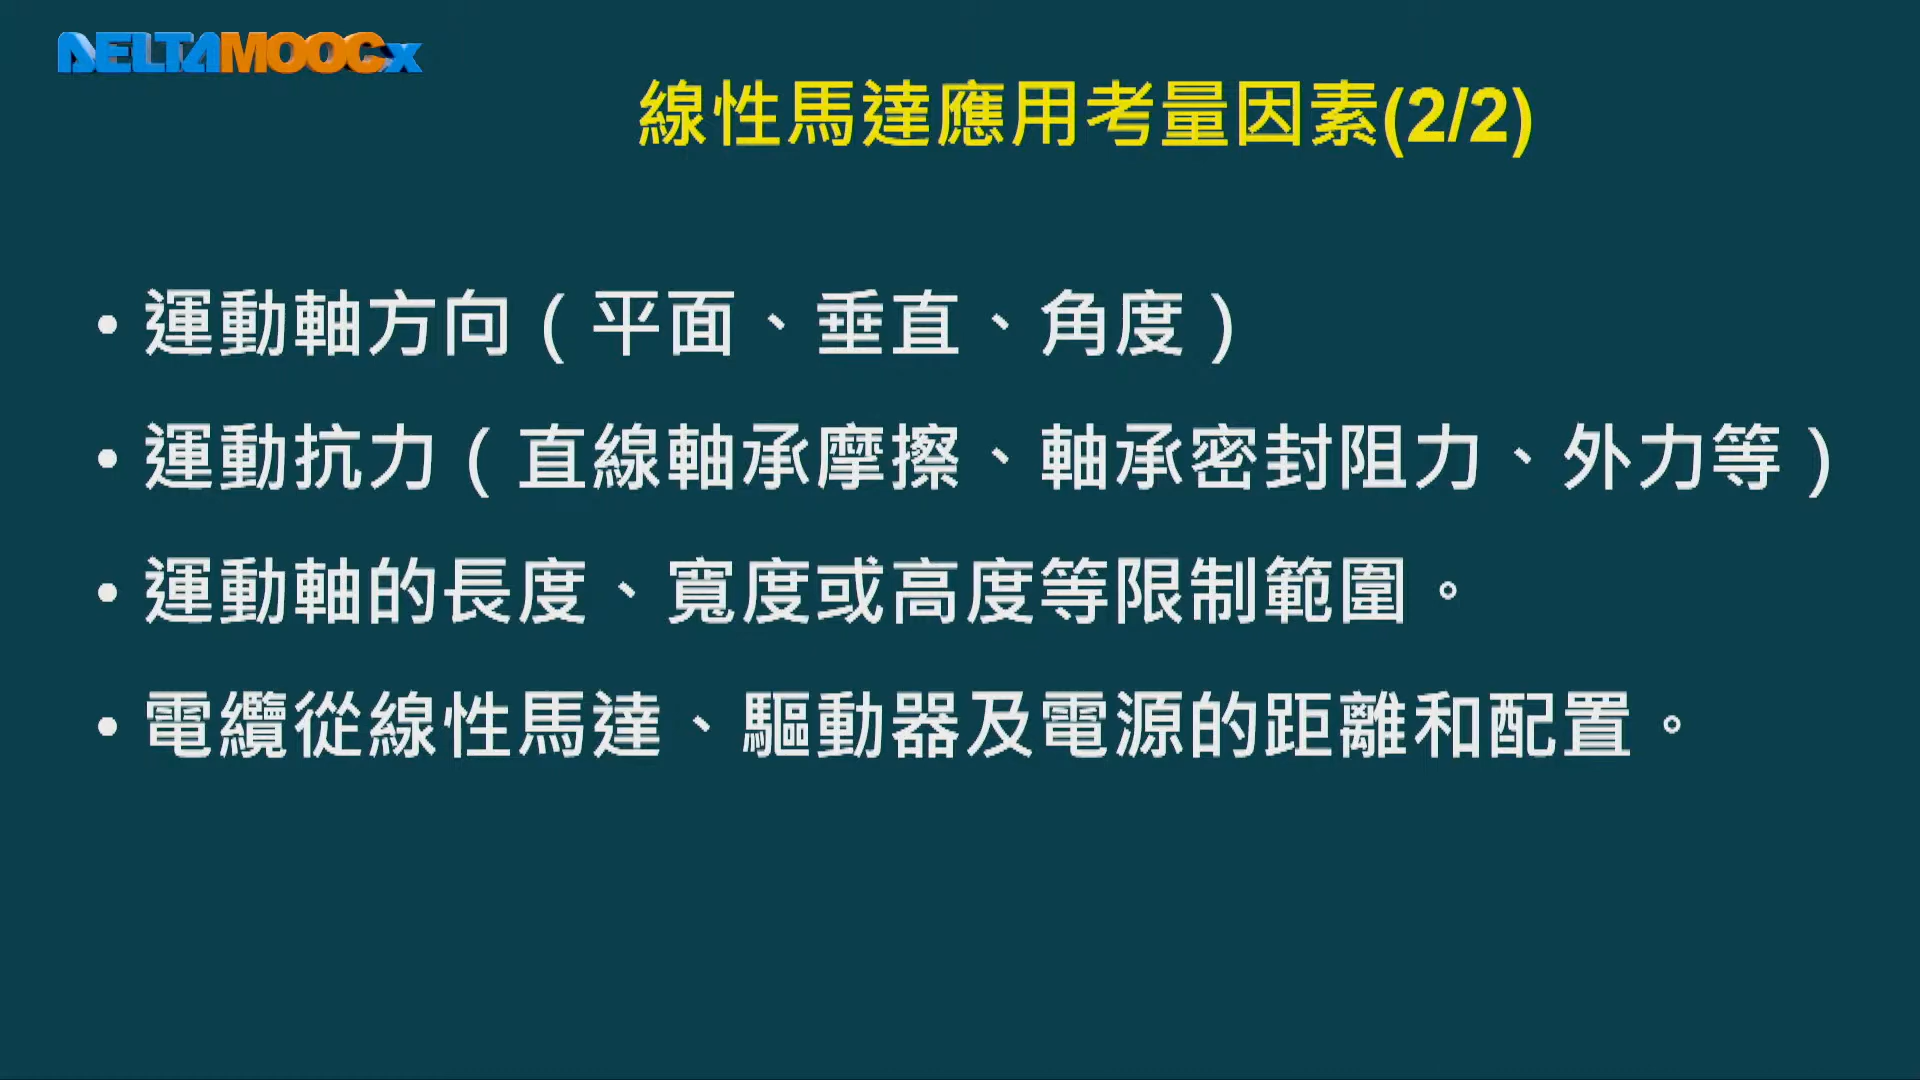 DELTAMOOCx
線性馬達應用考量因素(2/2)
• 運動軸方向（平面、垂直、角度）
• 運動抗力（直線軸承摩擦、軸承密封阻力、外力等）
• 運動軸的長度、寬度或高度等限制範圍。
• 電纜從線性馬達、驅動器及電源的距離和配置。